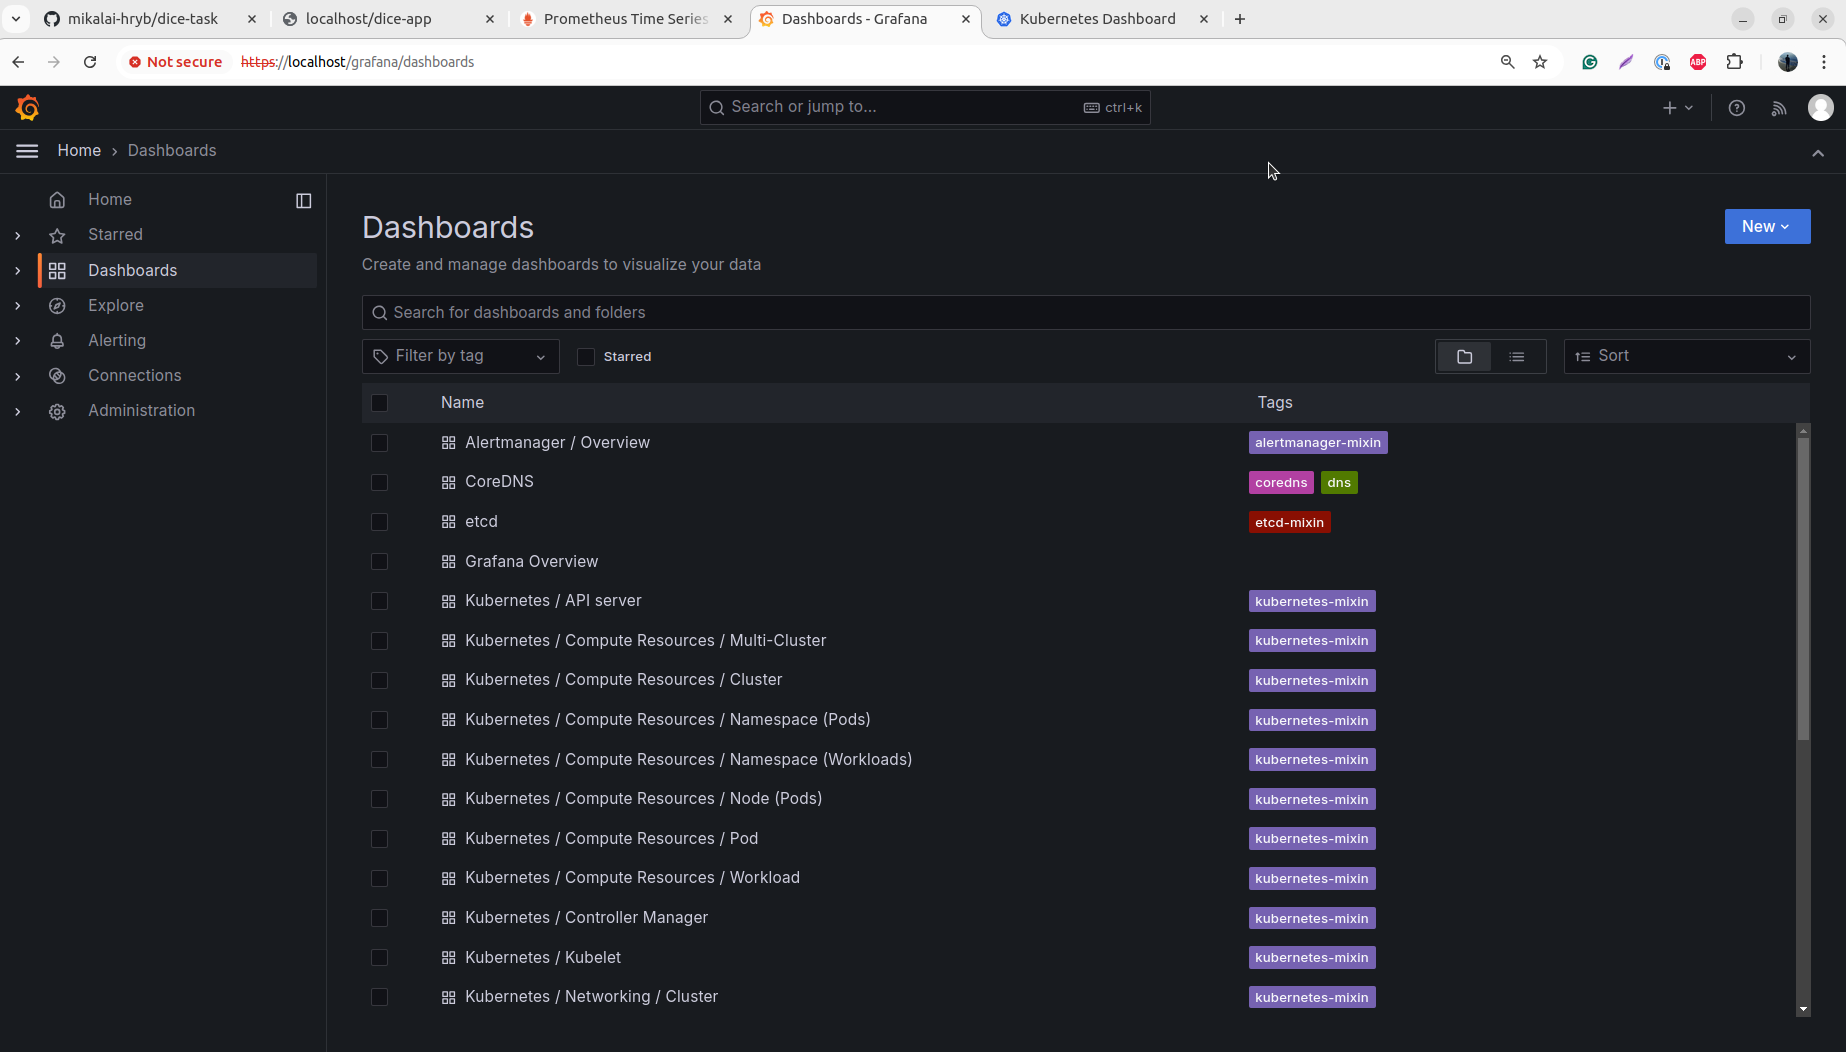 mikalai-hryb/dice-task
localhost/dice-app
Prometheus Time Series
Dashboards - Grafana
Kubernetes Dashboard
Not secure
https://localhost/grafana/dashboards
ABP
Search or jump to...
ctrl+k
Home › Dashboards
Home
Starred
Dashboards
Explore
Alerting
Connections
Administration
Dashboards
New
Create and manage dashboards to visualize your data
Search for dashboards and folders
Filter by tag
Starred
Sort
Name Tags
Alertmanager / Overview alertmanager-mixin
CoreDNS coredns dns
etcd etcd-mixin
Grafana Overview
Kubernetes / API server kubernetes-mixin
Kubernetes / Compute Resources / Multi-Cluster kubernetes-mixin
Kubernetes / Compute Resources / Cluster kubernetes-mixin
Kubernetes / Compute Resources / Namespace (Pods) kubernetes-mixin
Kubernetes / Compute Resources / Namespace (Workloads) kubernetes-mixin
Kubernetes / Compute Resources / Node (Pods) kubernetes-mixin
Kubernetes / Compute Resources / Pod kubernetes-mixin
Kubernetes / Compute Resources / Workload kubernetes-mixin
Kubernetes / Controller Manager kubernetes-mixin
Kubernetes / Kubelet kubernetes-mixin
Kubernetes / Networking / Cluster kubernetes-mixin